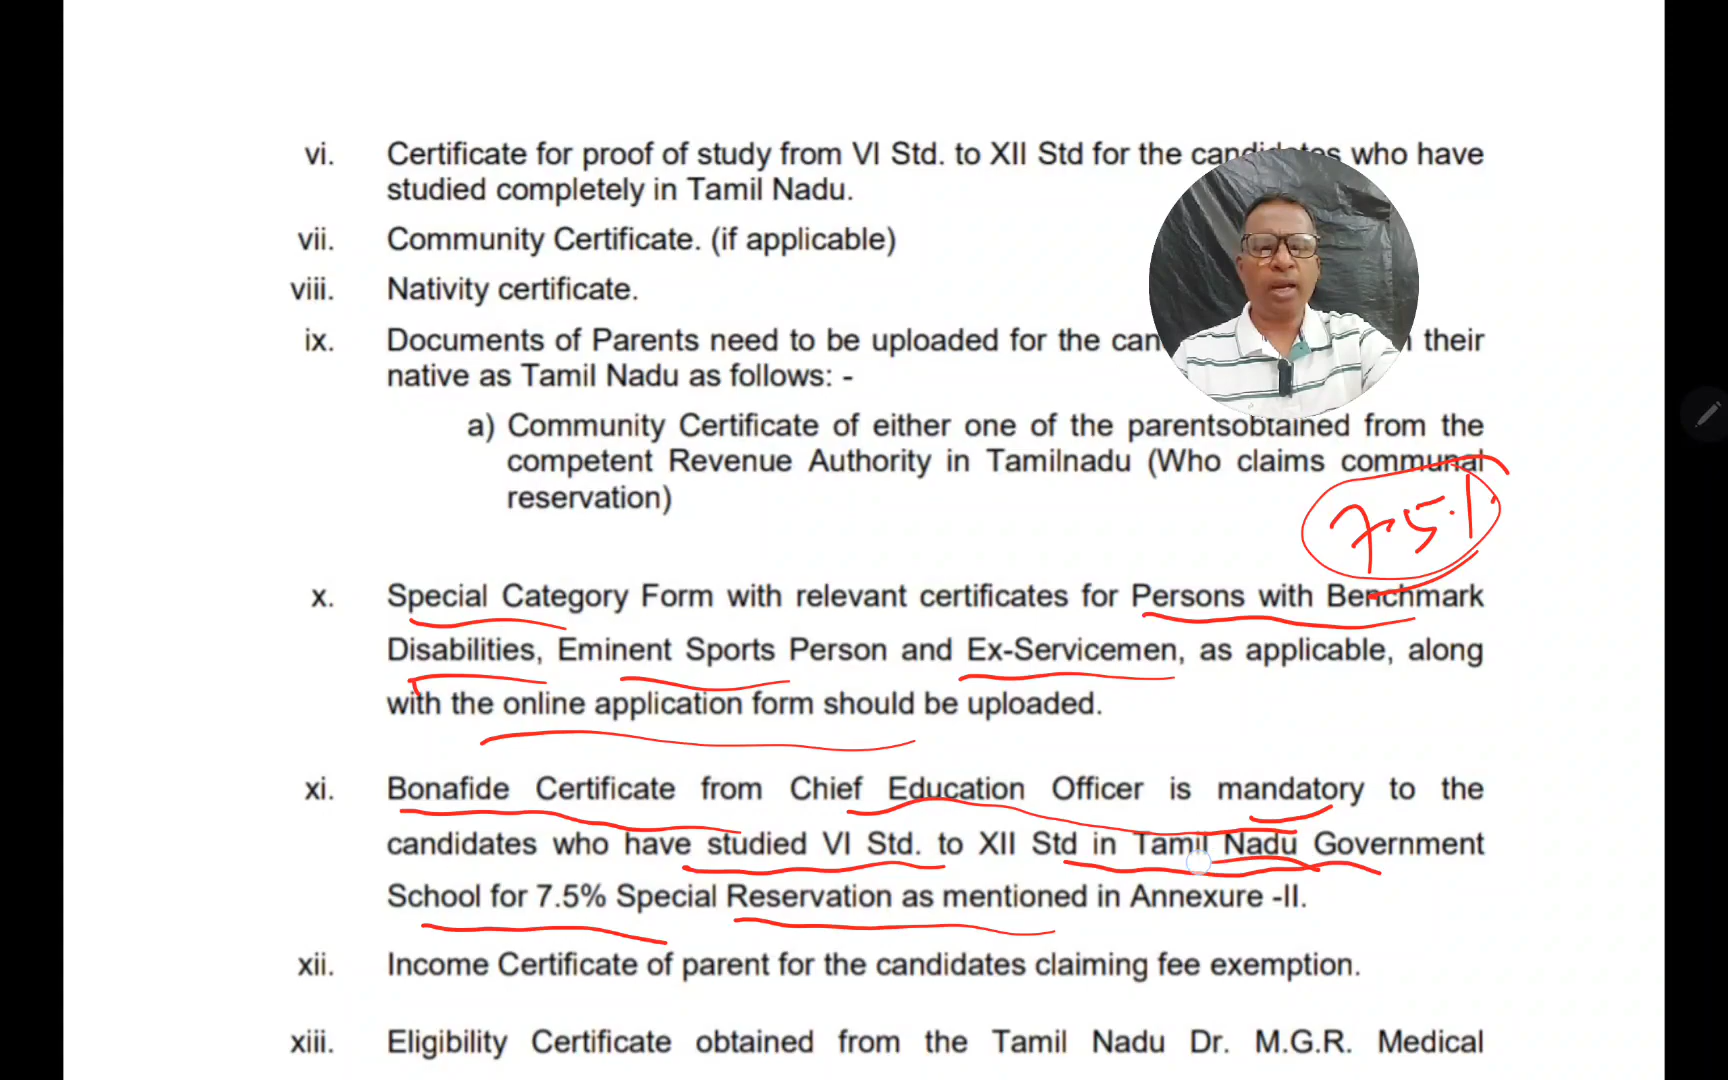 vi. Certificate for proof of study from VI Std. to XII Std for the candidates who have
studied completely in Tamil Nadu.
vii. Community Certificate. (if applicable)
viii. Nativity certificate.
ix. Documents of Parents need to be uploaded for the can their
native as Tamil Nadu as follows: -
a) Community Certificate of either one of the parentsobtained from the
competent Revenue Authority in Tamilnadu (Who claims communal
reservation)
7.5%
x. Special Category Form with relevant certificates for Persons with Benchmark
Disabilities, Eminent Sports Person and Ex-Servicemen, as applicable, along
with the online application form should be uploaded.
xi. Bonafide Certificate from Chief Education Officer is mandatory to the
candidates who have studied VI Std. to XII Std in Tamil Nadu Government
School for 7.5% Special Reservation as mentioned in Annexure -II.
xii. Income Certificate of parent for the candidates claiming fee exemption.
xiii. Eligibility Certificate obtained from the Tamil Nadu Dr. M.G.R. Medical